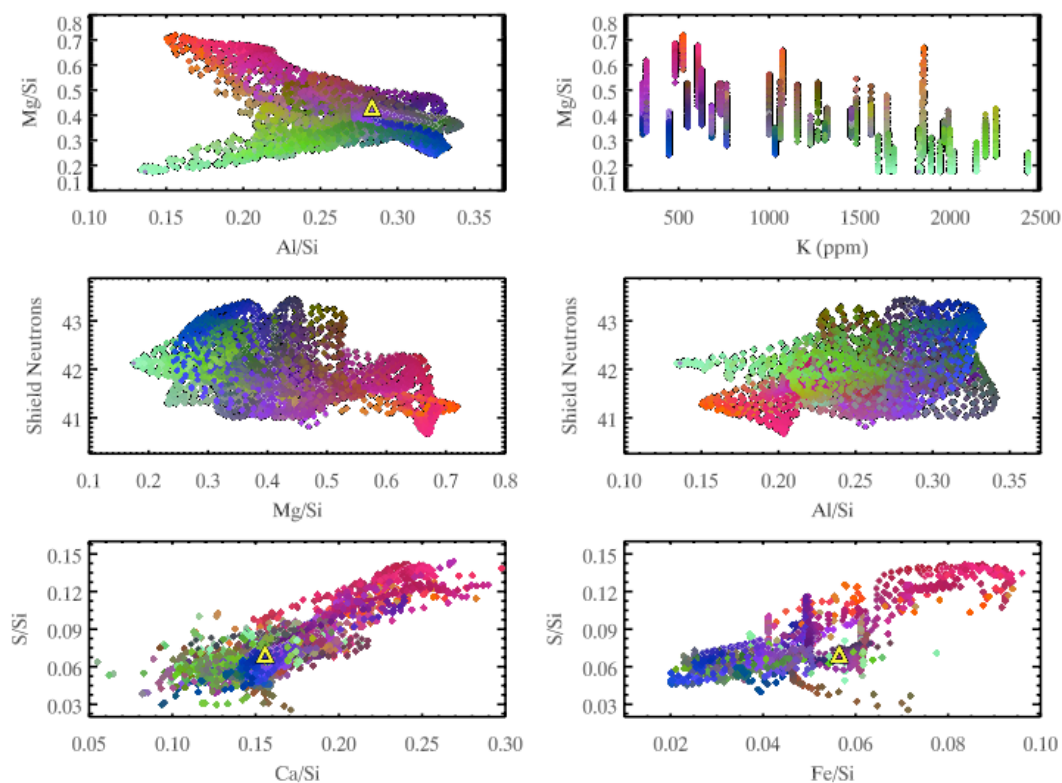 0.8
0.7
0.6
0.5
0.4
0.3
0.2
0.1
Mg/Si
0.10 0.15 0.20 0.25 0.30 0.35
Al/Si
0.8
0.7
0.6
0.5
0.4
0.3
0.2
0.1
Mg/Si
500 1000 1500 2000 2500
K (ppm)
43
42
41
Shield Neutrons
0.1 0.2 0.3 0.4 0.5 0.6 0.7 0.8
Mg/Si
43
42
41
Shield Neutrons
0.10 0.15 0.20 0.25 0.30 0.35
Al/Si
0.15
0.12
0.09
0.06
0.03
S/Si
0.05 0.10 0.15 0.20 0.25 0.30
Ca/Si
0.15
0.12
0.09
0.06
0.03
S/Si
0.02 0.04 0.06 0.08 0.10
Fe/Si